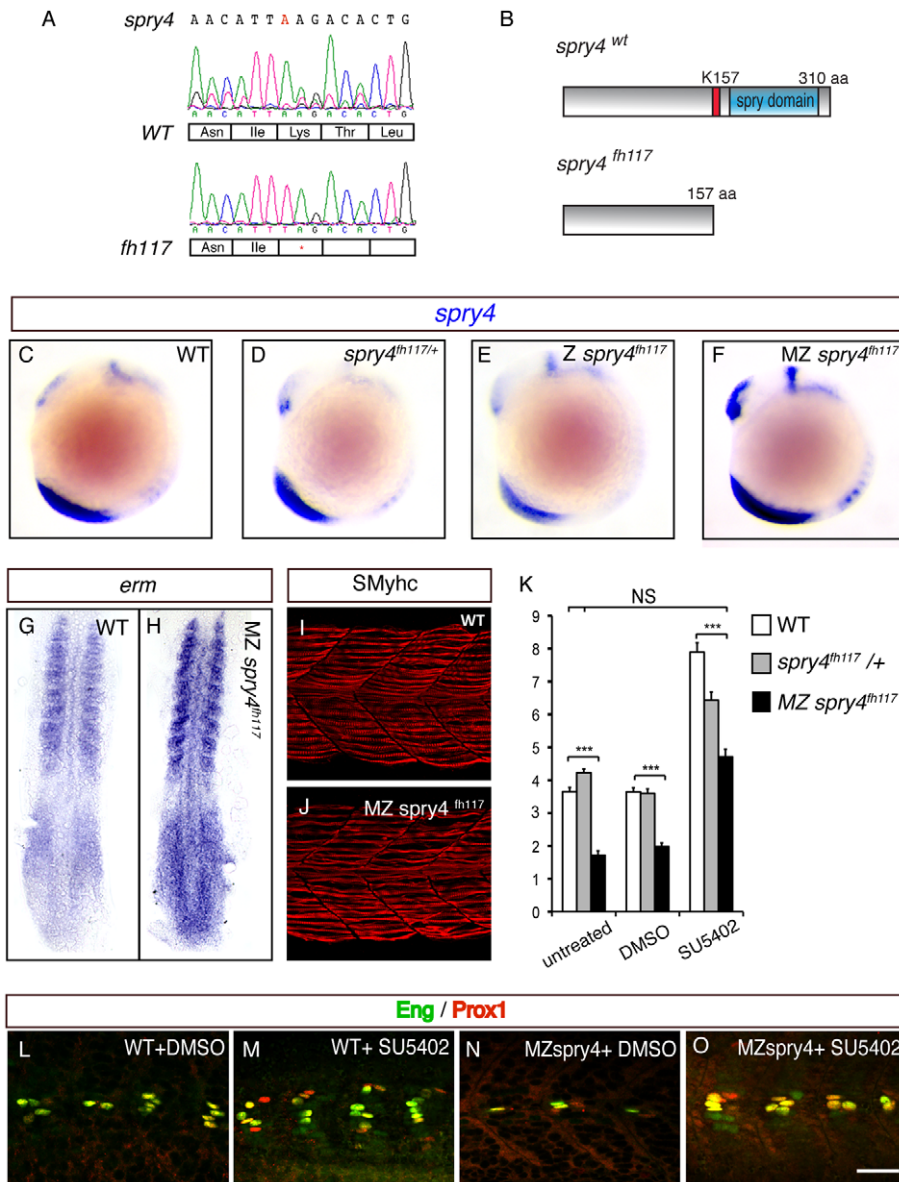 A
spry4 A A C A T T A A G A C A C T G
A A C A T T A A G A C A C T G
WT Asn Ile Lys Thr Leu
A A C A T T T A G A C A C T G
fh117 Asn Ile *
B
spry4 wt
K157 310 aa
spry domain
spry4 fh117
157 aa
spry4
C WT
D spry4fh117/+
E Z spry4fh117
F MZ spry4fh117
erm
G WT
H MZ spry4fh117
SMyhc
I WT
J MZ spry4 fh117
K
NS
***
***
***
9
8
7
6
5
4
3
2
1
0
untreated DMSO SU5402
WT
spry4fh117 /+
MZ spry4fh117
Eng / Prox1
L WT+DMSO
M WT+ SU5402
N MZspry4+ DMSO
O MZspry4+ SU5402